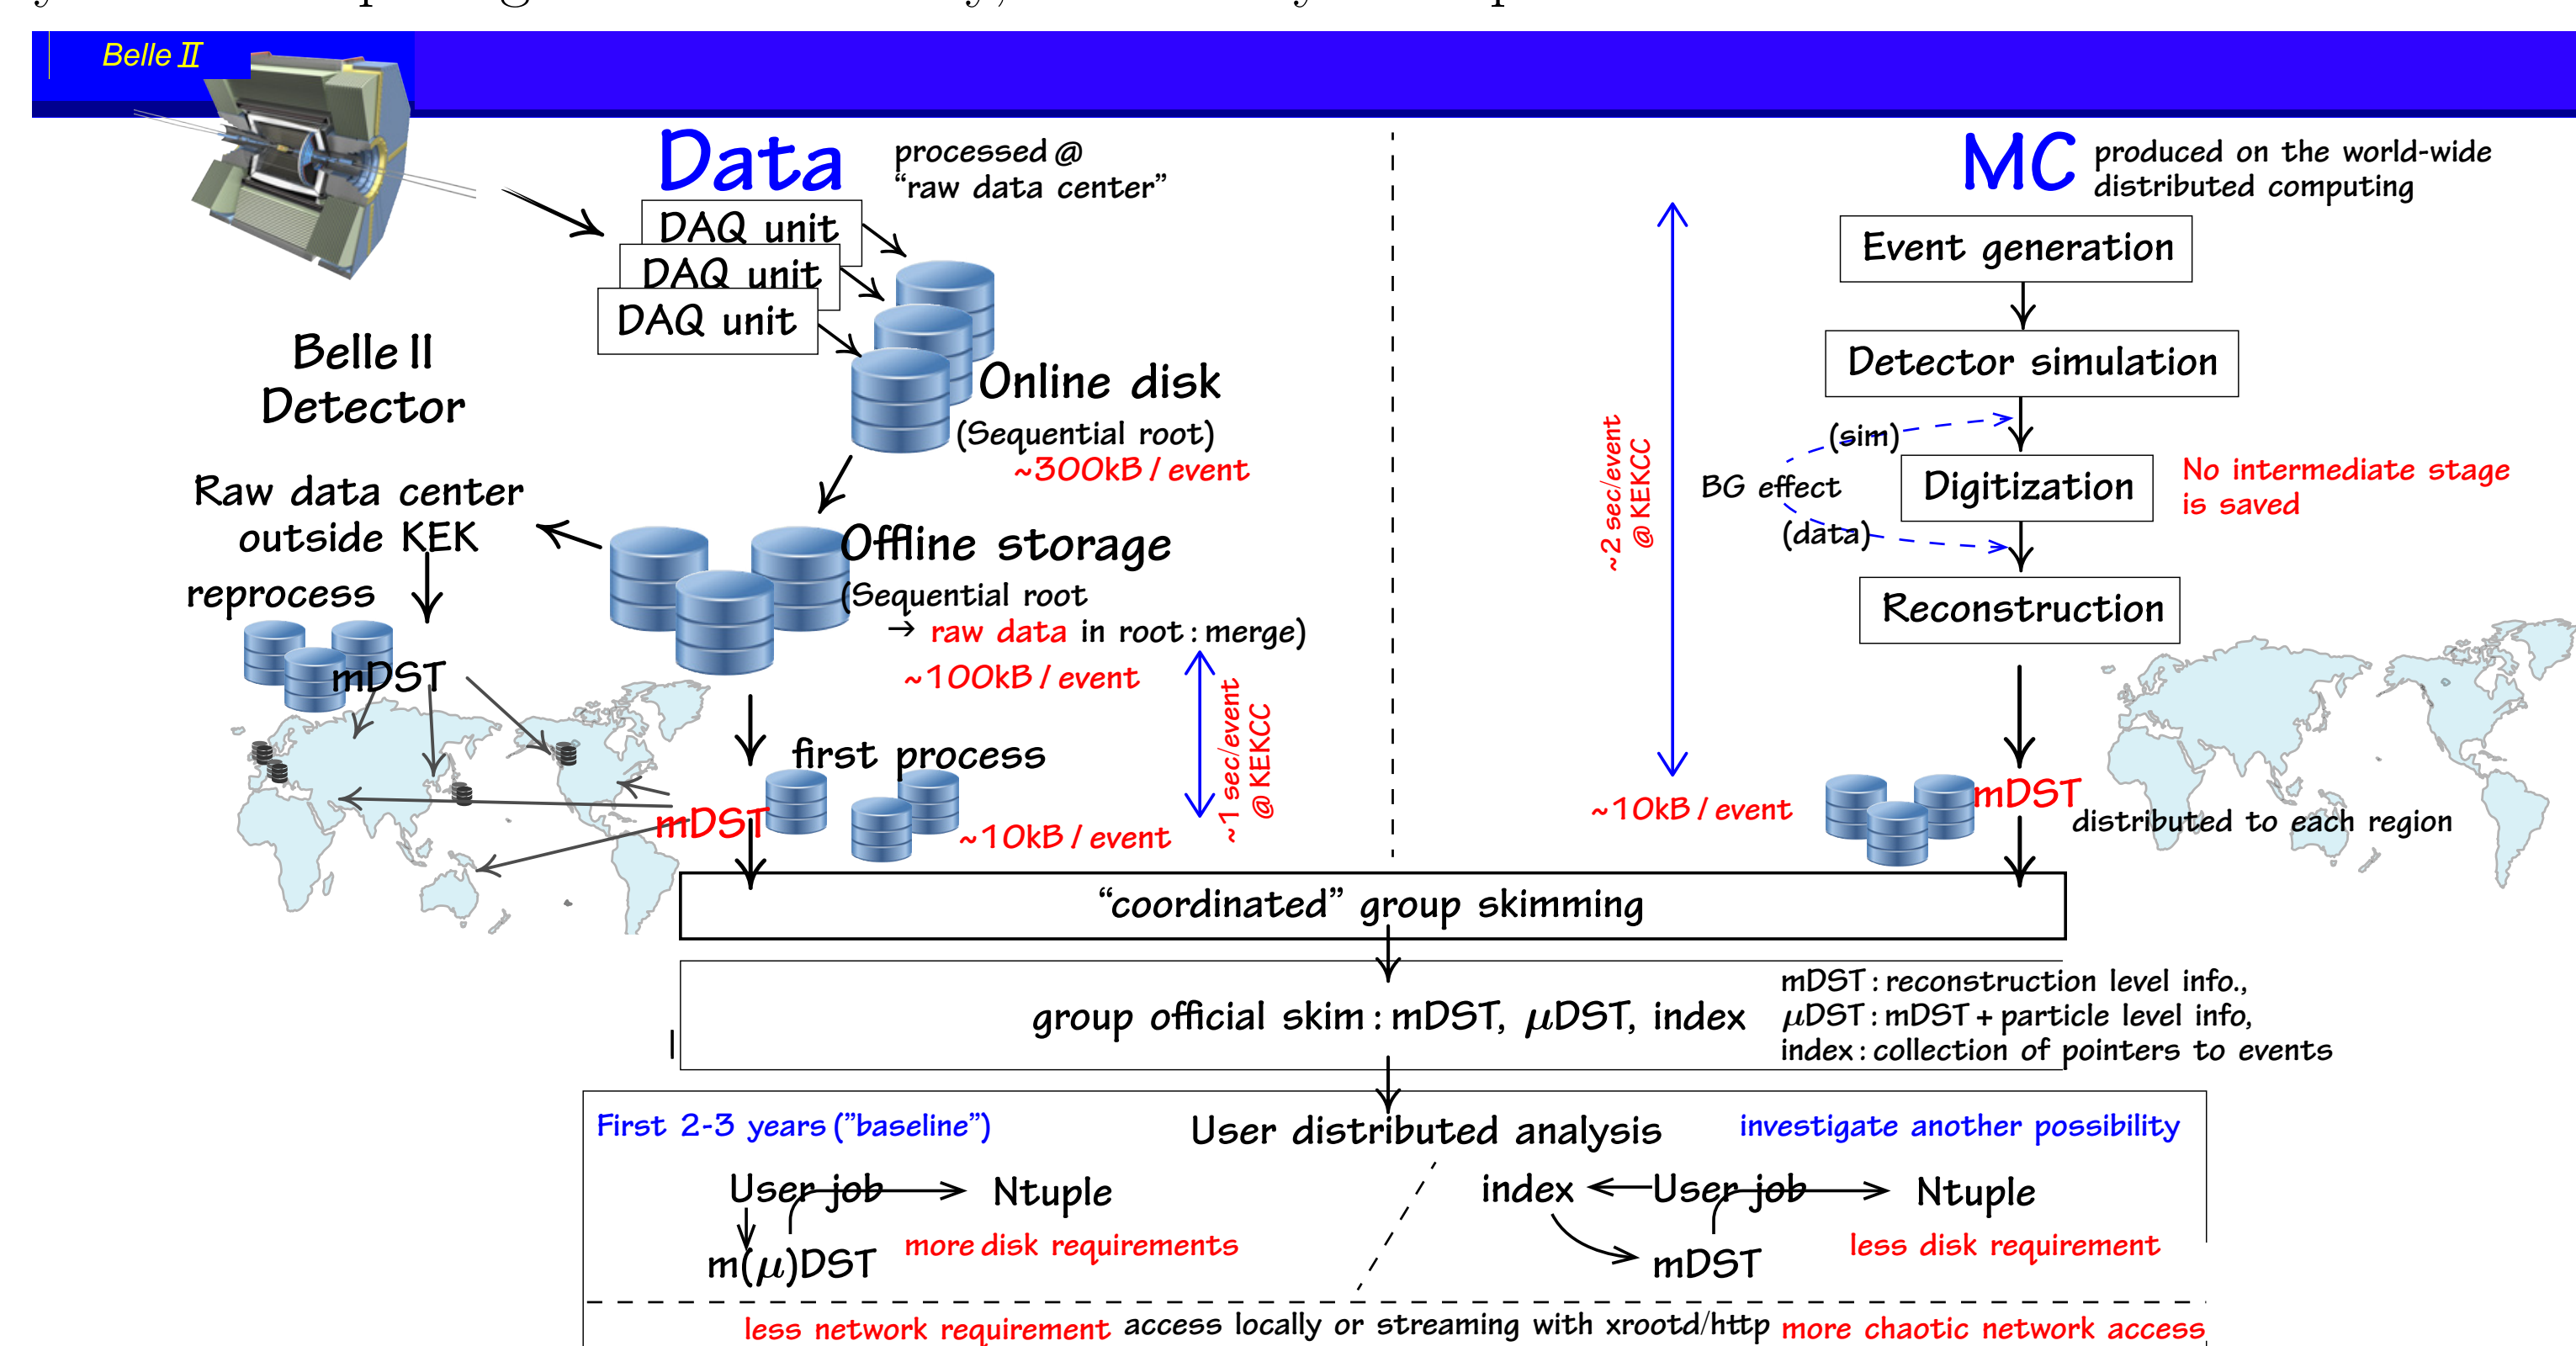 Belle II
Data
processed @
“raw data center”
DAQ unit
DAQ unit
DAQ unit
Belle II
Detector
Online disk
(Sequential root)
~300kB / event
Raw data center
outside KEK
reprocess
mDST
Offline storage
(Sequential root
→ raw data in root : merge)
~100kB / event
first process
~1 sec/event
@ KEKCC
mDST
~10kB / event
MC
produced on the world-wide
distributed computing
Event generation
Detector simulation
(sim)
BG effect
(data)
Digitization
No intermediate stage
is saved
Reconstruction
~2 sec/event
@ KEKCC
~10kB / event
mDST
distributed to each region
“coordinated” group skimming
group official skim : mDST, μDST, index
mDST : reconstruction level info.,
μDST : mDST + particle level info,
index : collection of pointers to events
First 2-3 years (”baseline”)
User distributed analysis
investigate another possibility
User job
Ntuple
m(μ)DST
more disk requirements
index
User job
Ntuple
mDST
less disk requirement
less network requirement access locally or streaming with xrootd/http more chaotic network access